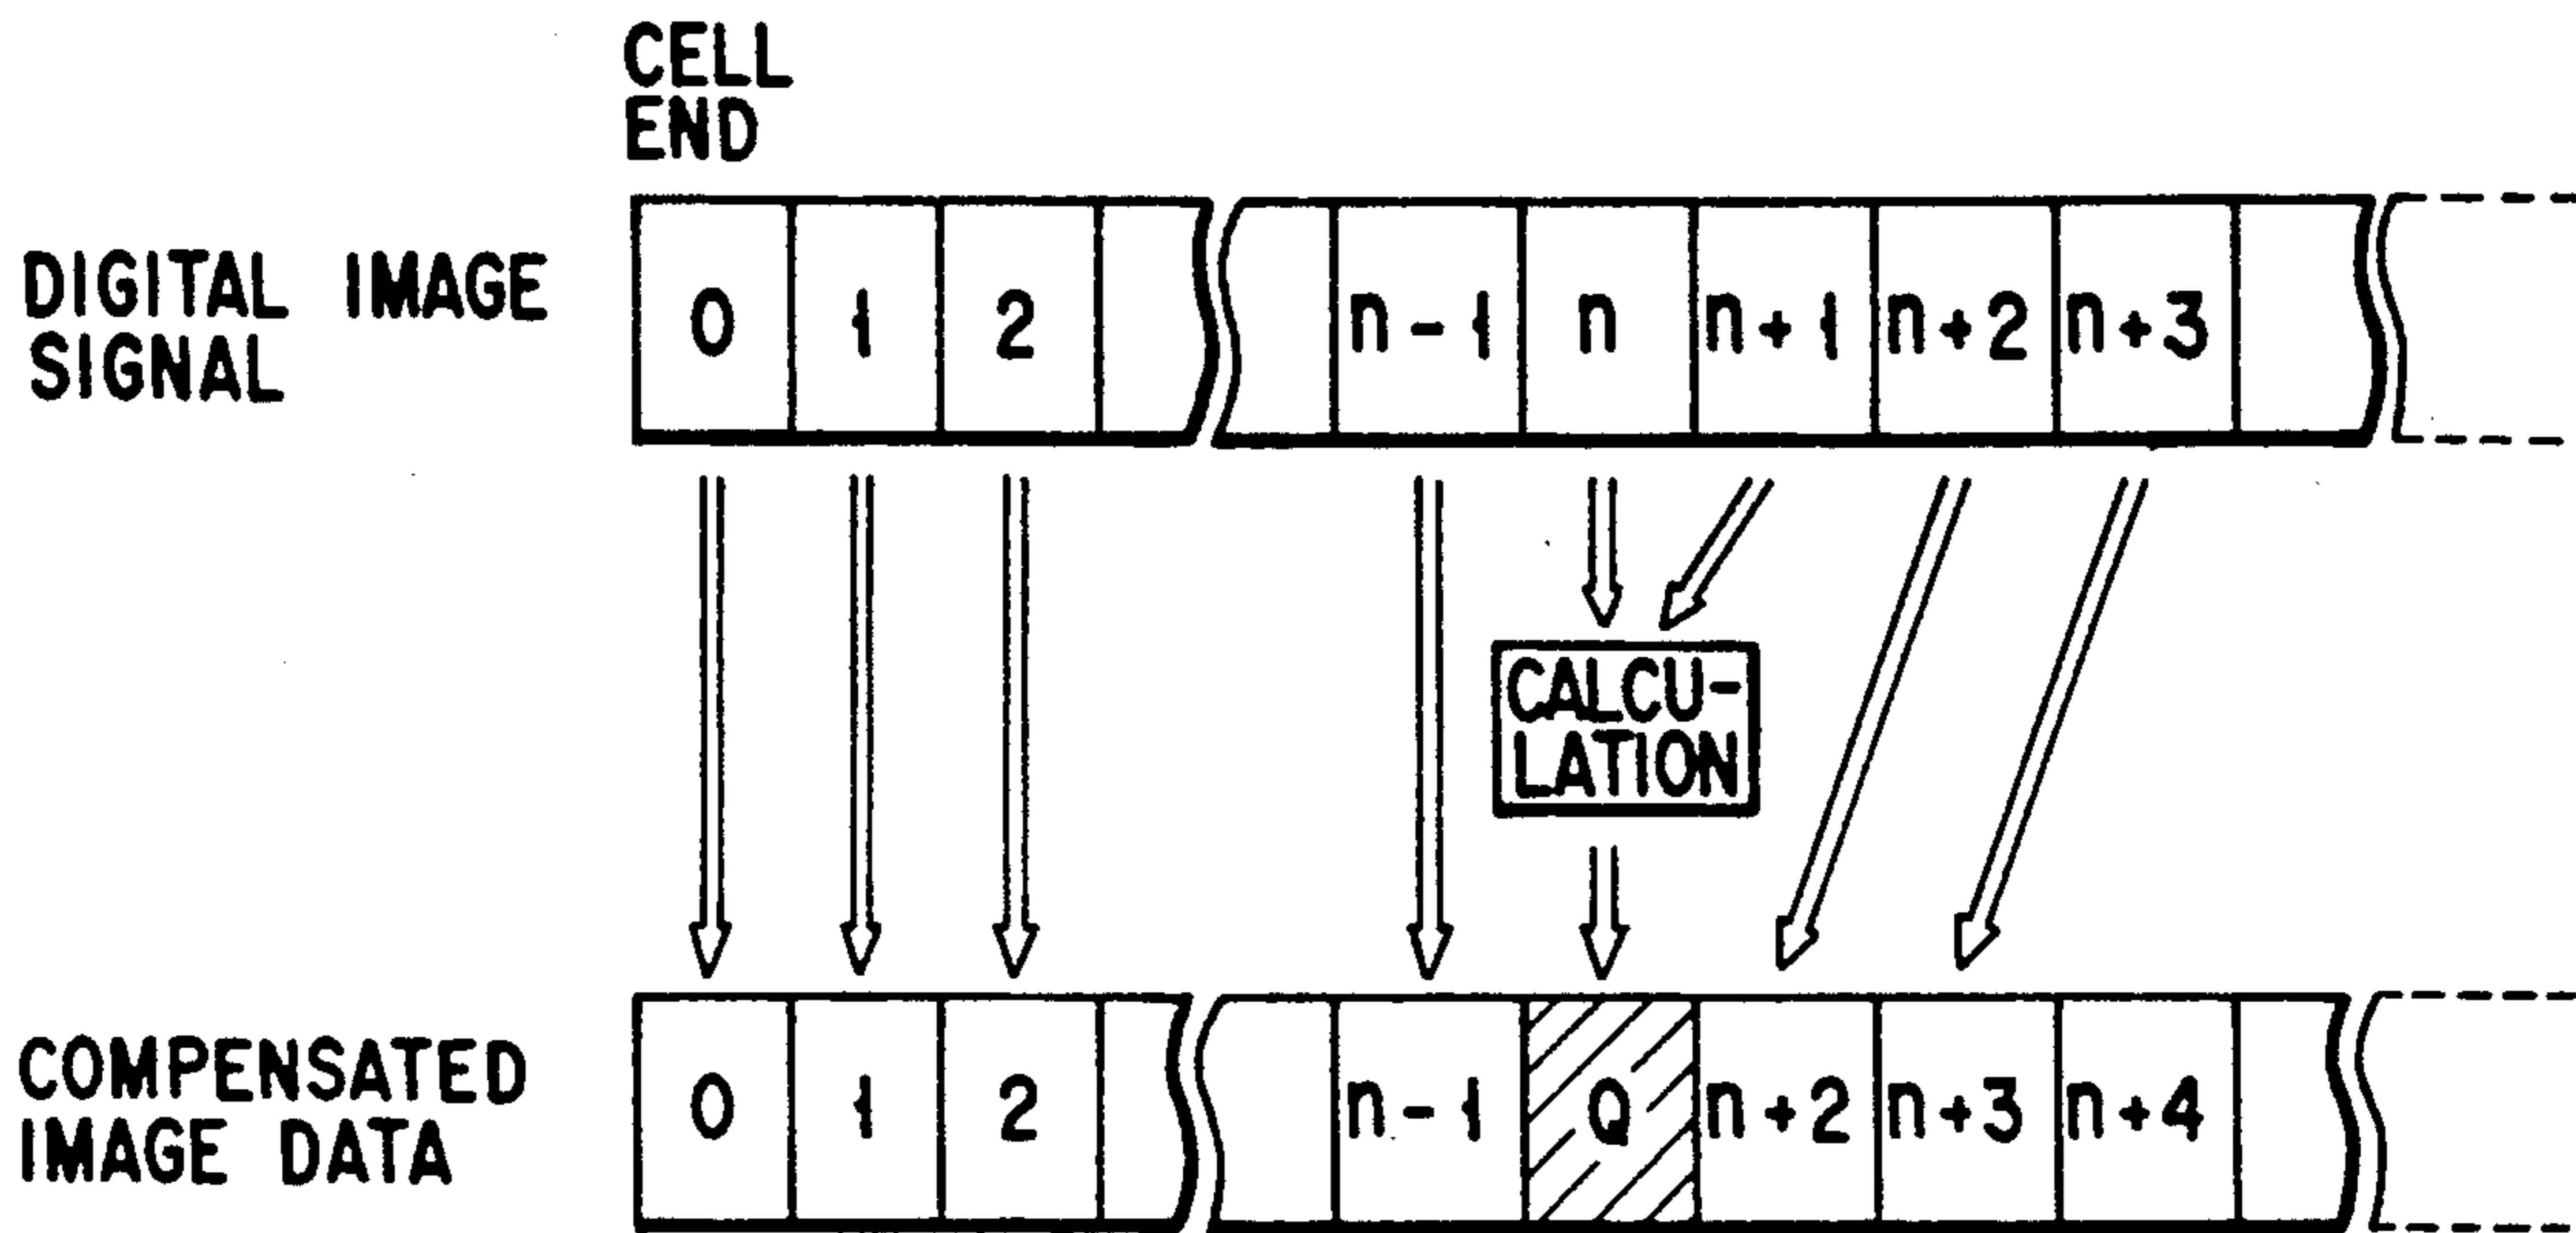 CELL
END
DIGITAL IMAGE
SIGNAL
0 1 2 n-1 n n+1 n+2 n+3
CALCU-
LATION
COMPENSATED
IMAGE DATA
0 1 2 n-1 Q n+2 n+3 n+4